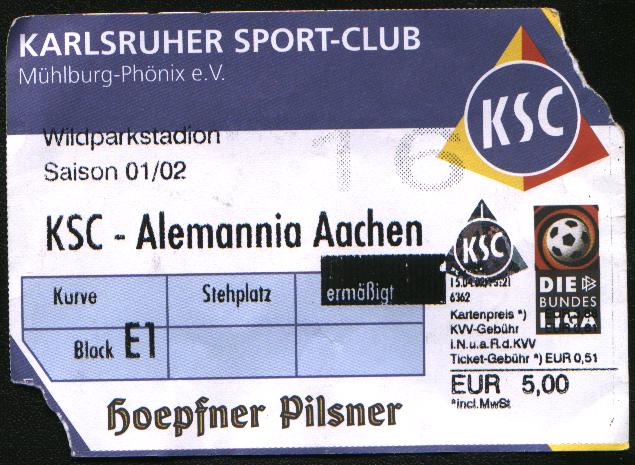 KARLSRUHER SPORT-CLUB
Mühlburg-Phönix e.V.
KSC
Wildparkstadion
16
Saison 01/02
KSC - Alemannia Aachen
KSC
ermäßigt
Kurve
Stehplatz
Block E1
6362
DIE
BUNDES
LIGA
Kartenpreis *)
KVV-Gebühr
i.N.u.a.R.d.KVV
Ticket-Gebühr *) EUR 0,51
EUR 5,00
*incl.MwSt
Hoepfner Pilsner